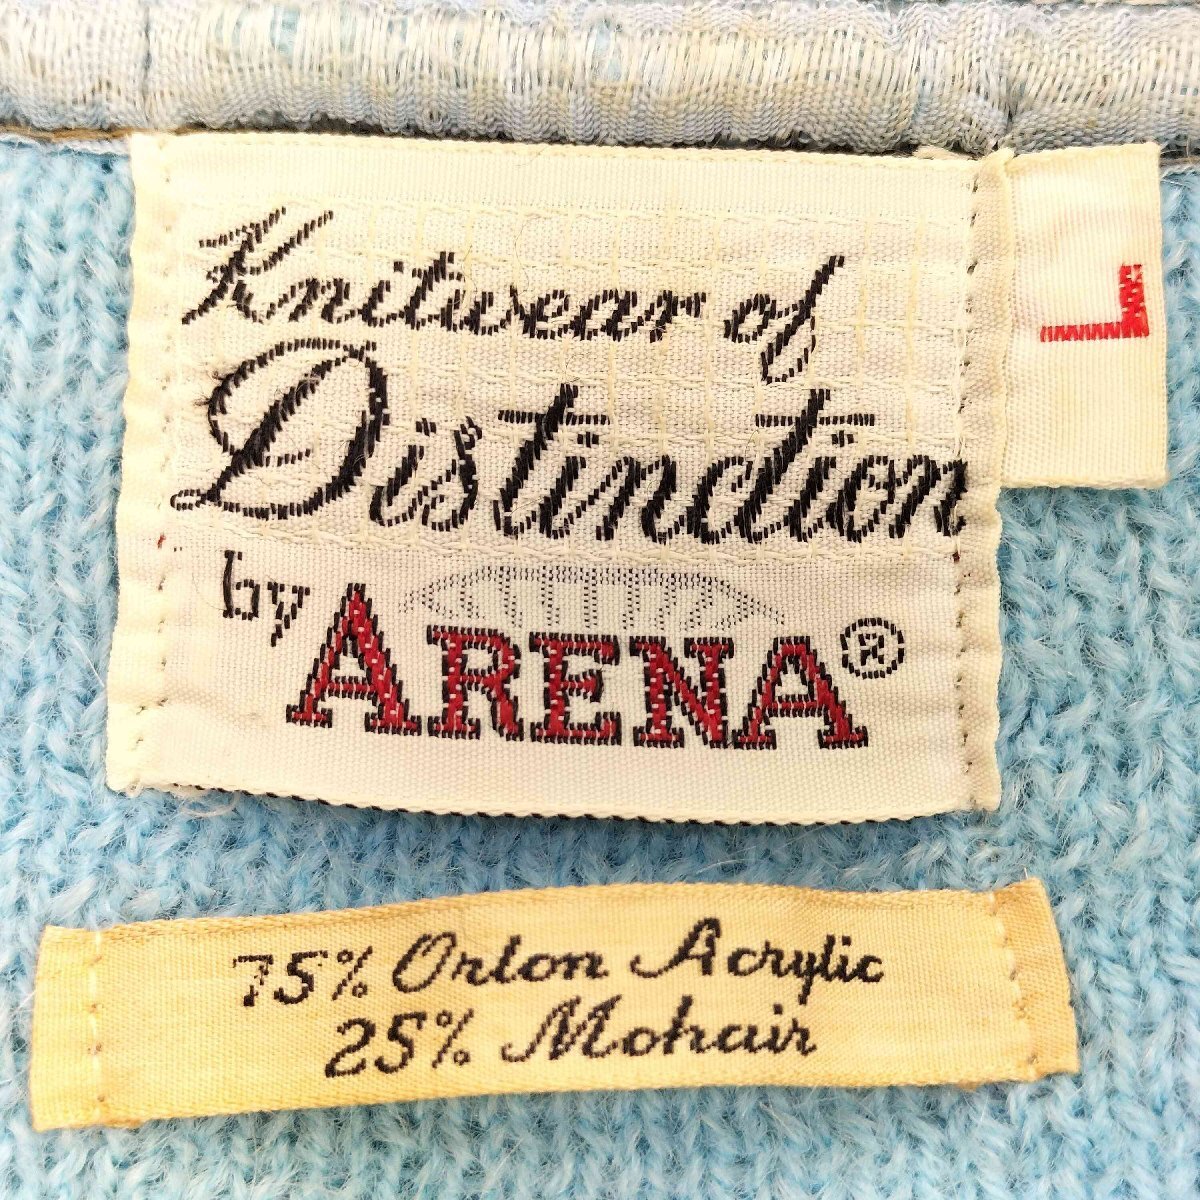 Knitwear of
Distinction
by ARENA®
L
75% Orlon Acrylic
25% Mohair